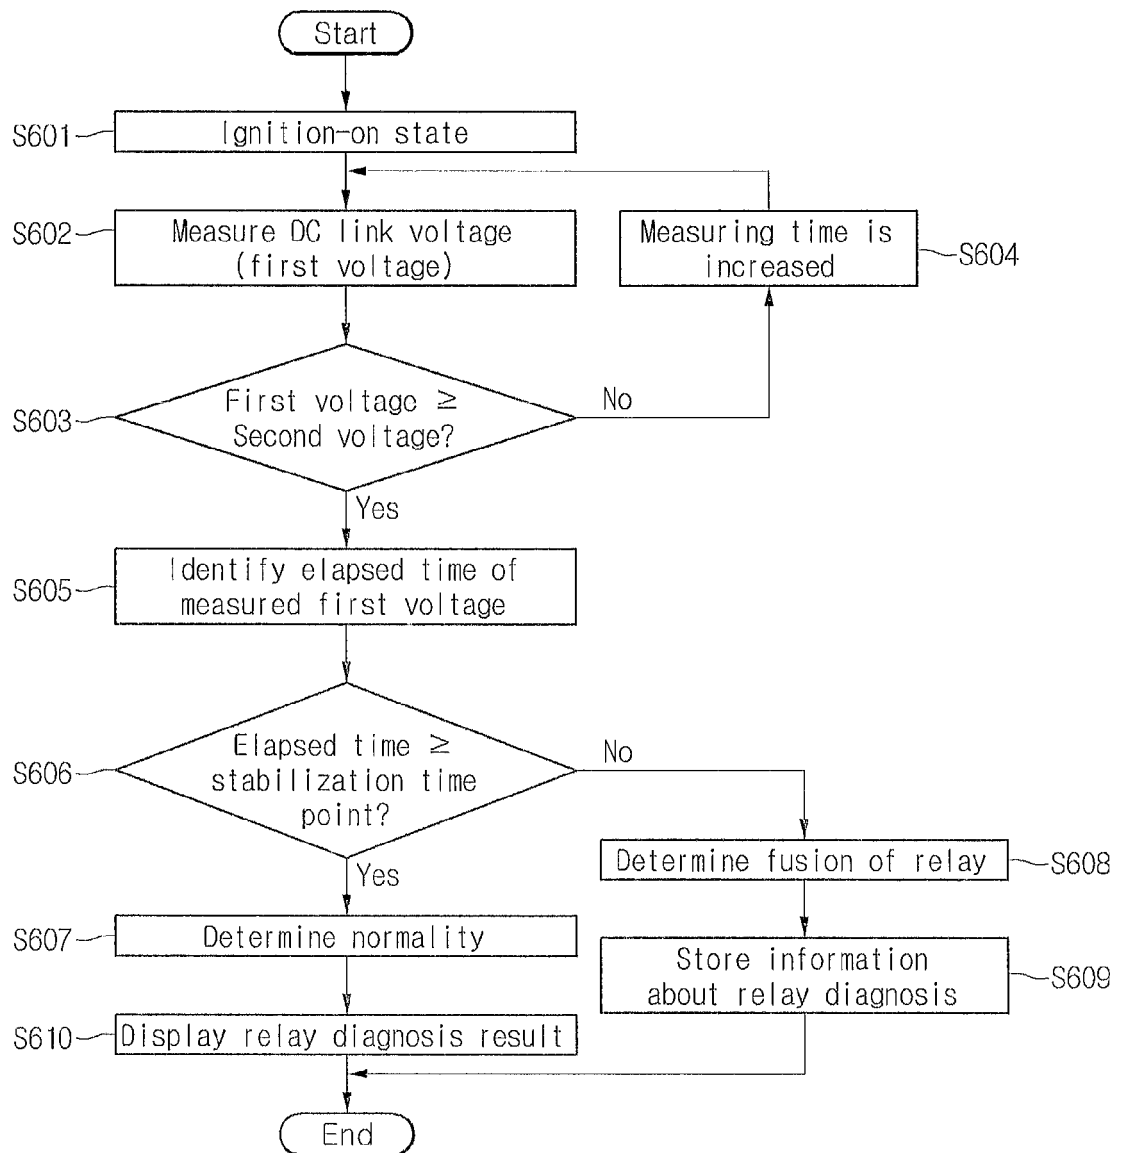 Start
S601
Ignition-on state
S602
Measure DC link voltage
(first voltage)
Measuring time is
increased
S604
S603
First voltage ≥
Second voltage?
No
Yes
S605
Identify elapsed time of
measured first voltage
S606
Elapsed time ≥
stabilization time
point?
No
Yes
Determine fusion of relay
S608
S607
Determine normality
Store information
about relay diagnosis
S609
S610
Display relay diagnosis result
End